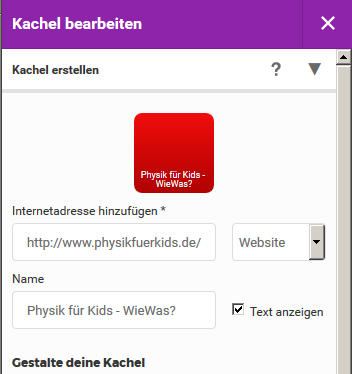 Kachel bearbeiten ×
Kachel erstellen ? ▼
Physik für Kids -
WieWas?
Internetadresse hinzufügen *
http://www.physikfuerkids.de/ Website
Name
Physik für Kids - WieWas? Text anzeigen
Gestalte deine Kachel